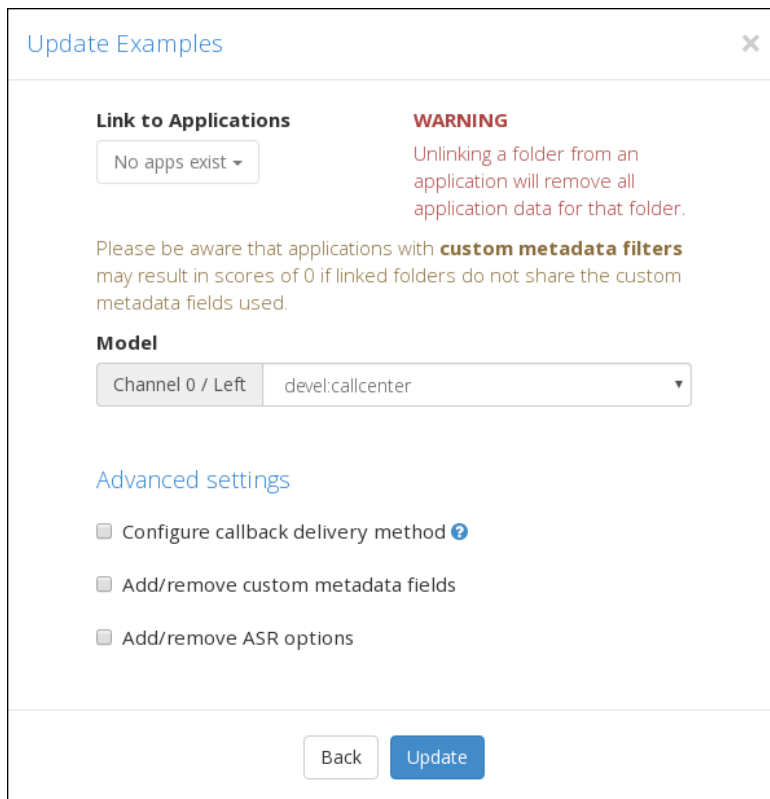 Update Examples
×
Link to Applications
No apps exist
WARNING
Unlinking a folder from an
application will remove all
application data for that folder.
Please be aware that applications with custom metadata filters
may result in scores of 0 if linked folders do not share the custom
metadata fields used.
Model
Channel 0 / Left
devel:callcenter
Advanced settings
Configure callback delivery method ?
Add/remove custom metadata fields
Add/remove ASR options
Back
Update